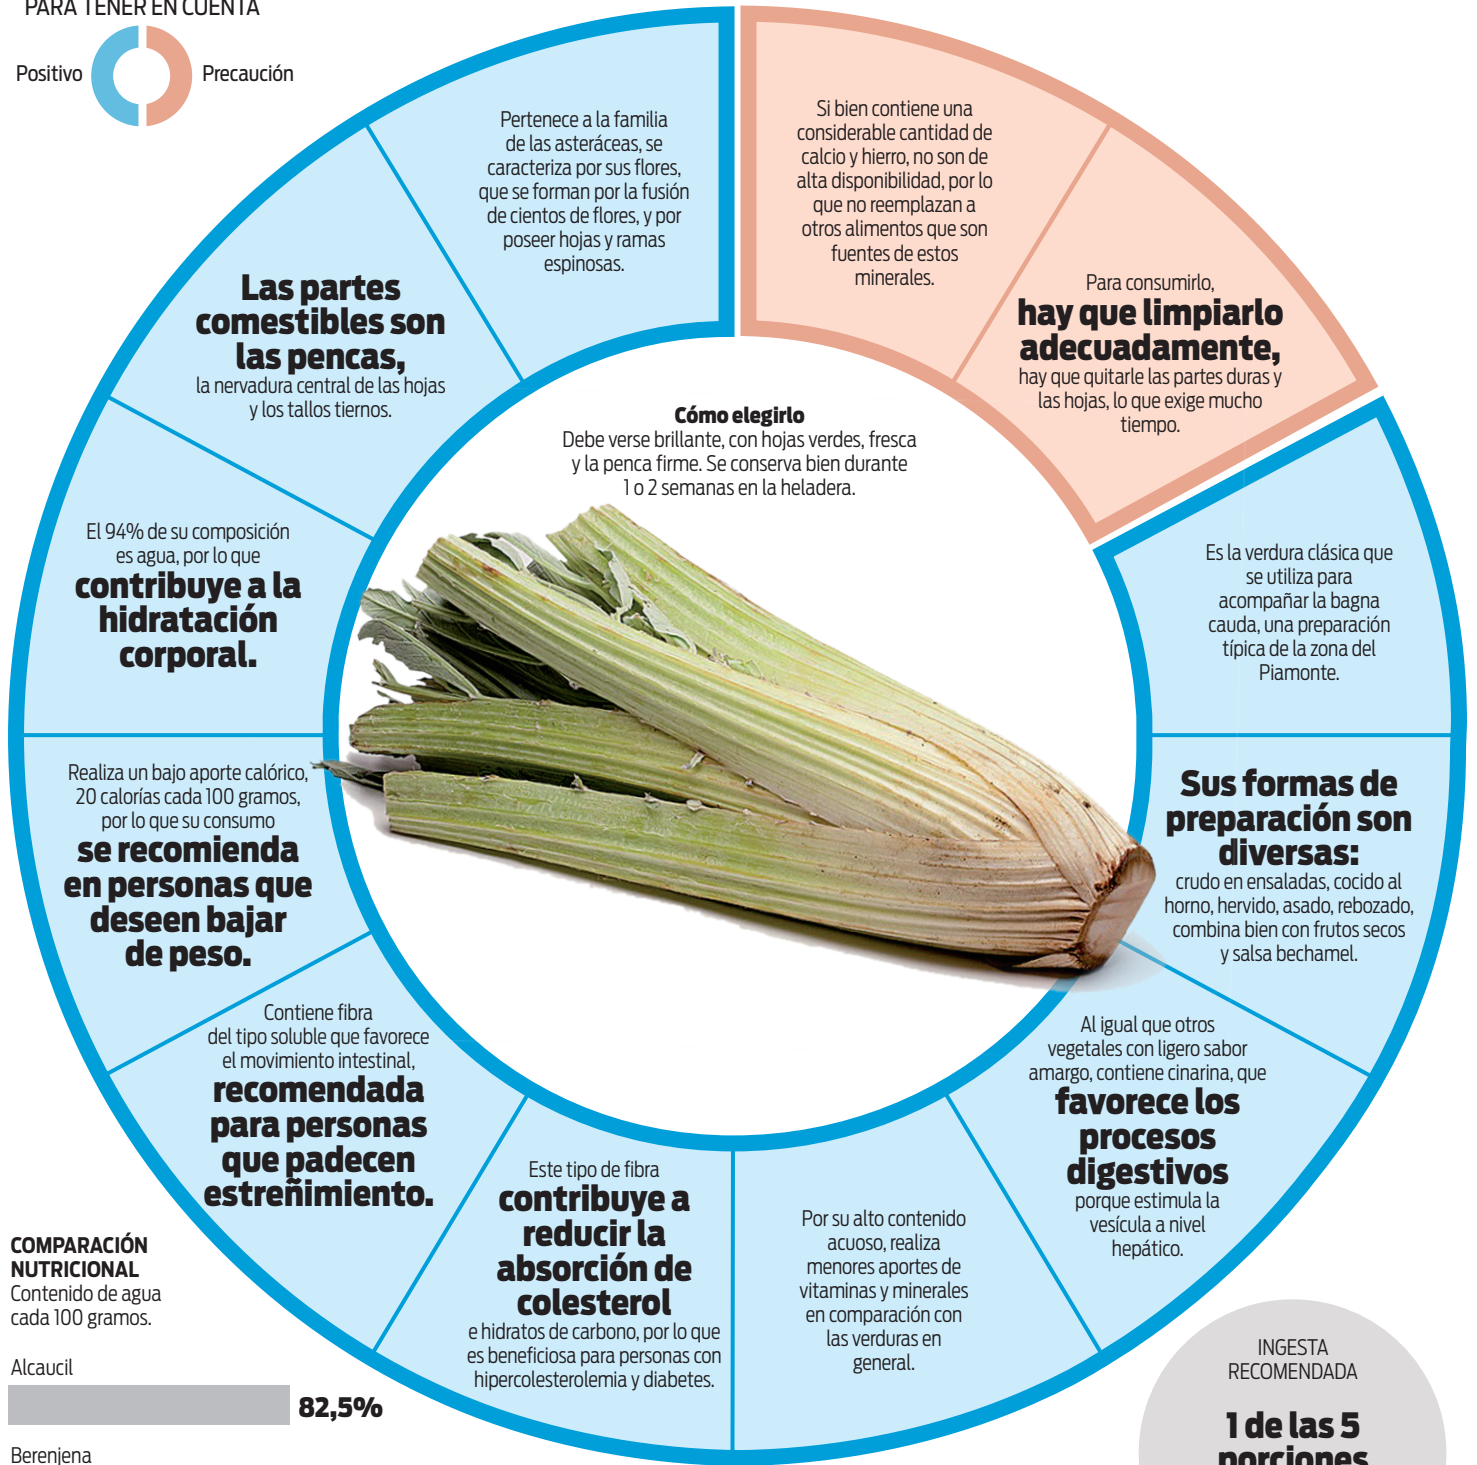 PARA TENER EN CUENTA
Positivo
Precaución
Pertenece a la familia
de las asteráceas, se
caracteriza por sus flores,
que se forman por la fusión
de cientos de flores, y por
poseer hojas y ramas
espinosas.
Si bien contiene una
considerable cantidad de
calcio y hierro, no son de
alta disponibilidad, por lo
que no reemplazan a
otros alimentos que son
fuentes de estos
minerales.
Para consumirlo,
hay que limpiarlo
adecuadamente,
hay que quitarle las partes duras y
las hojas, lo que exige mucho
tiempo.
Las partes
comestibles son
las pencas,
la nervadura central de las hojas
y los tallos tiernos.
Cómo elegirlo
Debe verse brillante, con hojas verdes, fresca
y la penca firme. Se conserva bien durante
1 o 2 semanas en la heladera.
El 94% de su composición
es agua, por lo que
contribuye a la
hidratación
corporal.
Es la verdura clásica que
se utiliza para
acompañar la bagna
cauda, una preparación
típica de la zona del
Piamonte.
Realiza un bajo aporte calórico,
20 calorías cada 100 gramos,
por lo que su consumo
se recomienda
en personas que
deseen bajar
de peso.
Sus formas de
preparación son
diversas:
crudo en ensaladas, cocido al
horno, hervido, asado, rebozado,
combina bien con frutos secos
y salsa bechamel.
Contiene fibra
del tipo soluble que favorece
el movimiento intestinal,
recomendada
para personas
que padecen
estreñimiento.
Al igual que otros
vegetales con ligero sabor
amargo, contiene cinarina, que
favorece los
procesos
digestivos
porque estimula la
vesícula a nivel
hepático.
Este tipo de fibra
contribuye a
reducir la
absorción de
colesterol
e hidratos de carbono, por lo que
es beneficiosa para personas con
hipercolesterolemia y diabetes.
Por su alto contenido
acuoso, realiza
menores aportes de
vitaminas y minerales
en comparación con
las verduras en
general.
COMPARACIÓN
NUTRICIONAL
Contenido de agua
cada 100 gramos.
Alcaucil
82,5%
Berenjena
INGESTA
RECOMENDADA
1 de las 5
porciones